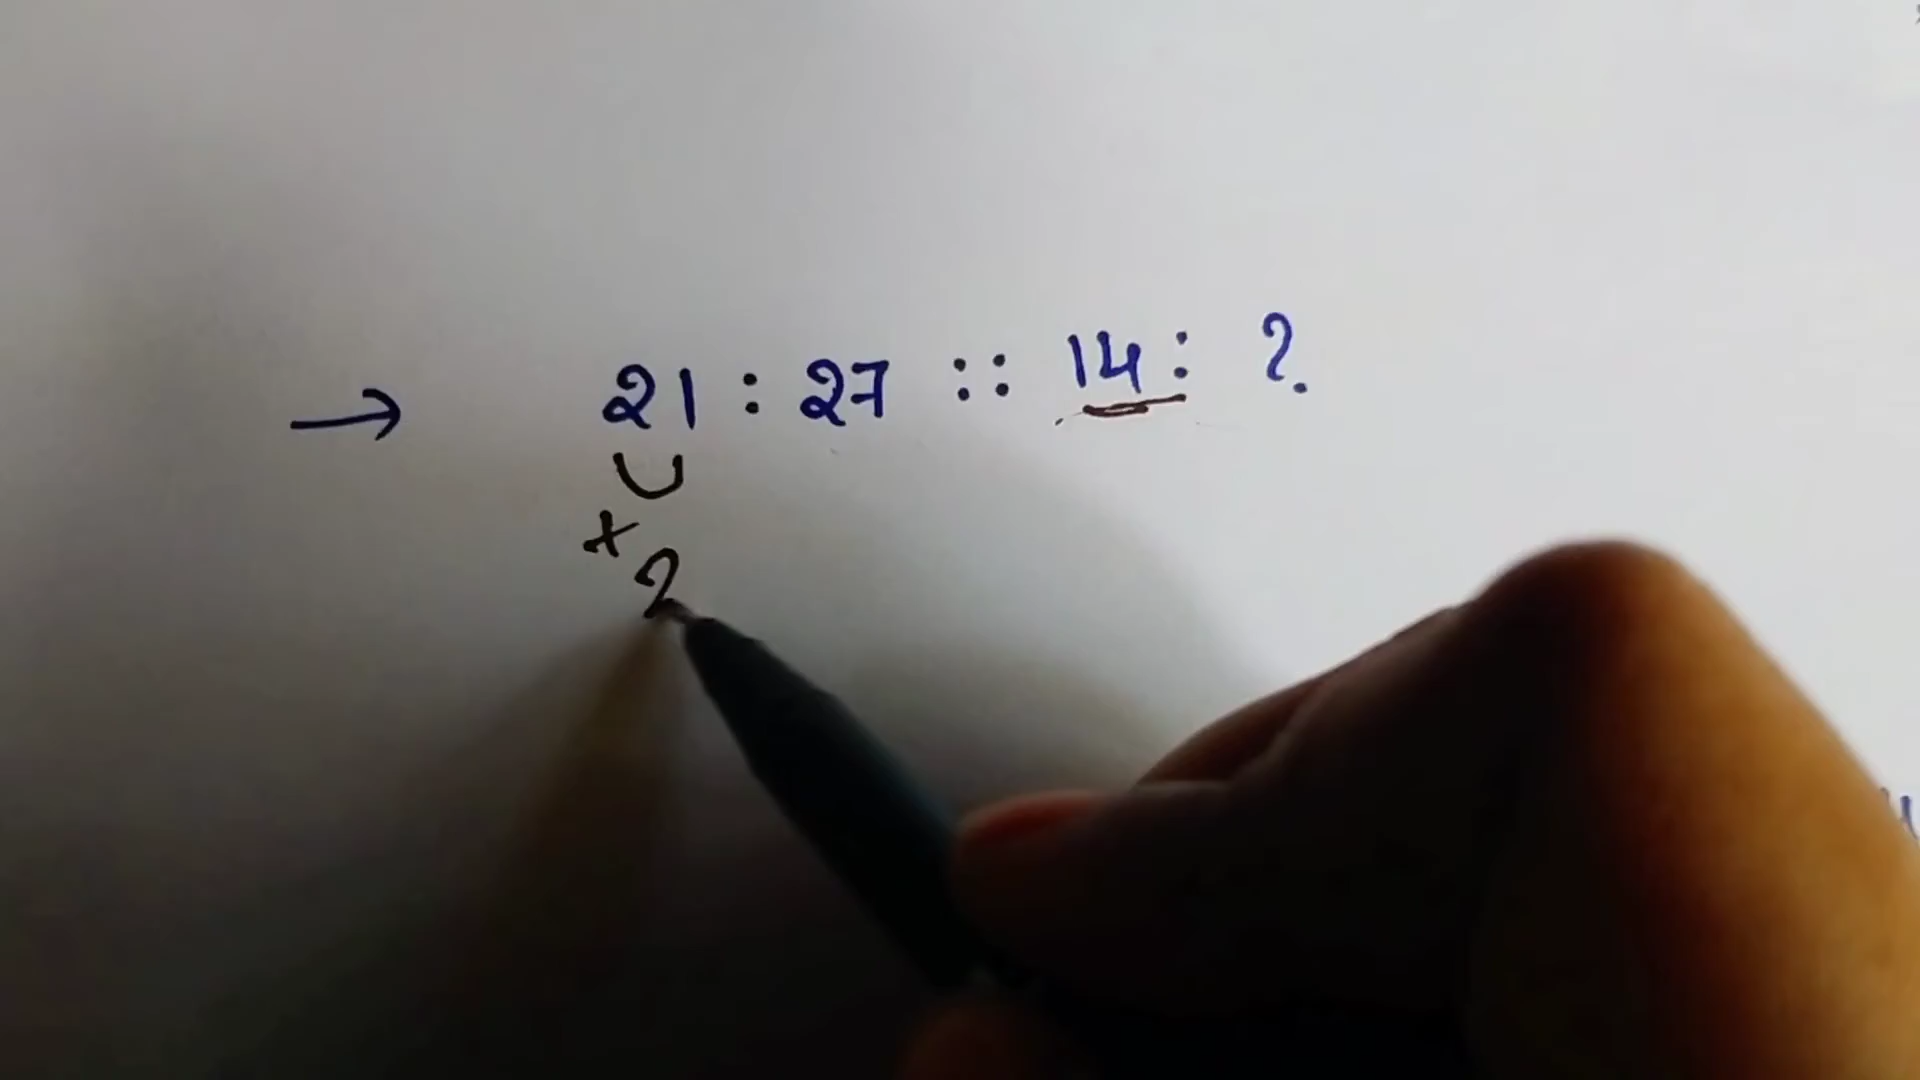 → 21 : 27 :: 14 : ?
+
2